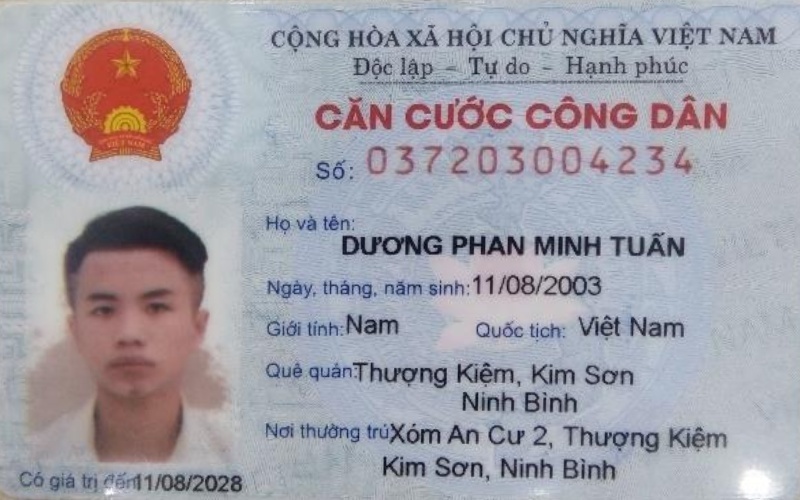 CỘNG HÒA XÃ HỘI CHỦ NGHĨA VIỆT NAM
Độc lập – Tự do – Hạnh phúc
CĂN CƯỚC CÔNG DÂN
Số: 037203004234
Họ và tên:
DƯƠNG PHAN MINH TUẤN
Ngày, tháng, năm sinh: 11/08/2003
Giới tính: Nam Quốc tịch: Việt Nam
Quê quán: Thượng Kiệm, Kim Sơn
Ninh Bình
Nơi thường trú: Xóm An Cư 2, Thượng Kiệm
Kim Sơn, Ninh Bình
Có giá trị đến 11/08/2028
VIỆT NAM